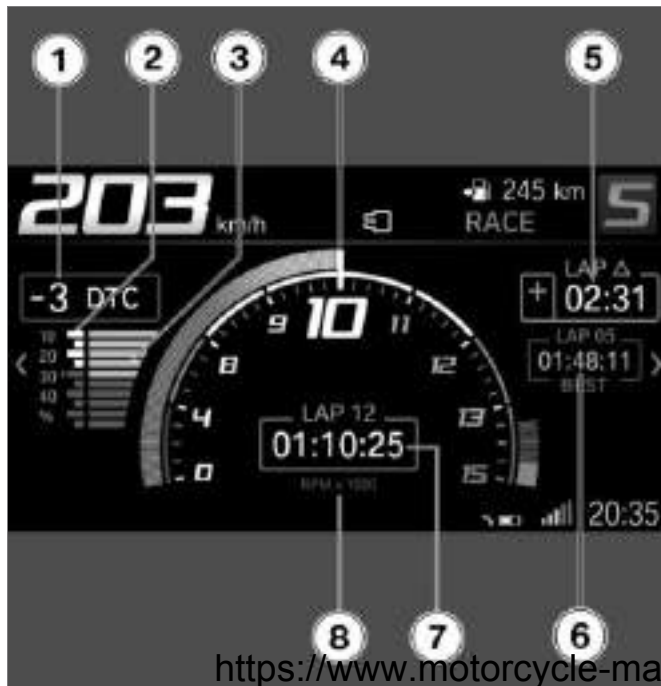 1 2 3 4 5
203 km/h
245 km
RACE
5
-3 DTC
10
20
30
40
%
0 4 8 9 10 11 12 13 15
LAP 12
01:10:25
RPM x 1000
LAP Δ
+ 02:31
LAP 05
01:48:11
BEST
20:35
8 7 6
https://www.motorcycle-ma